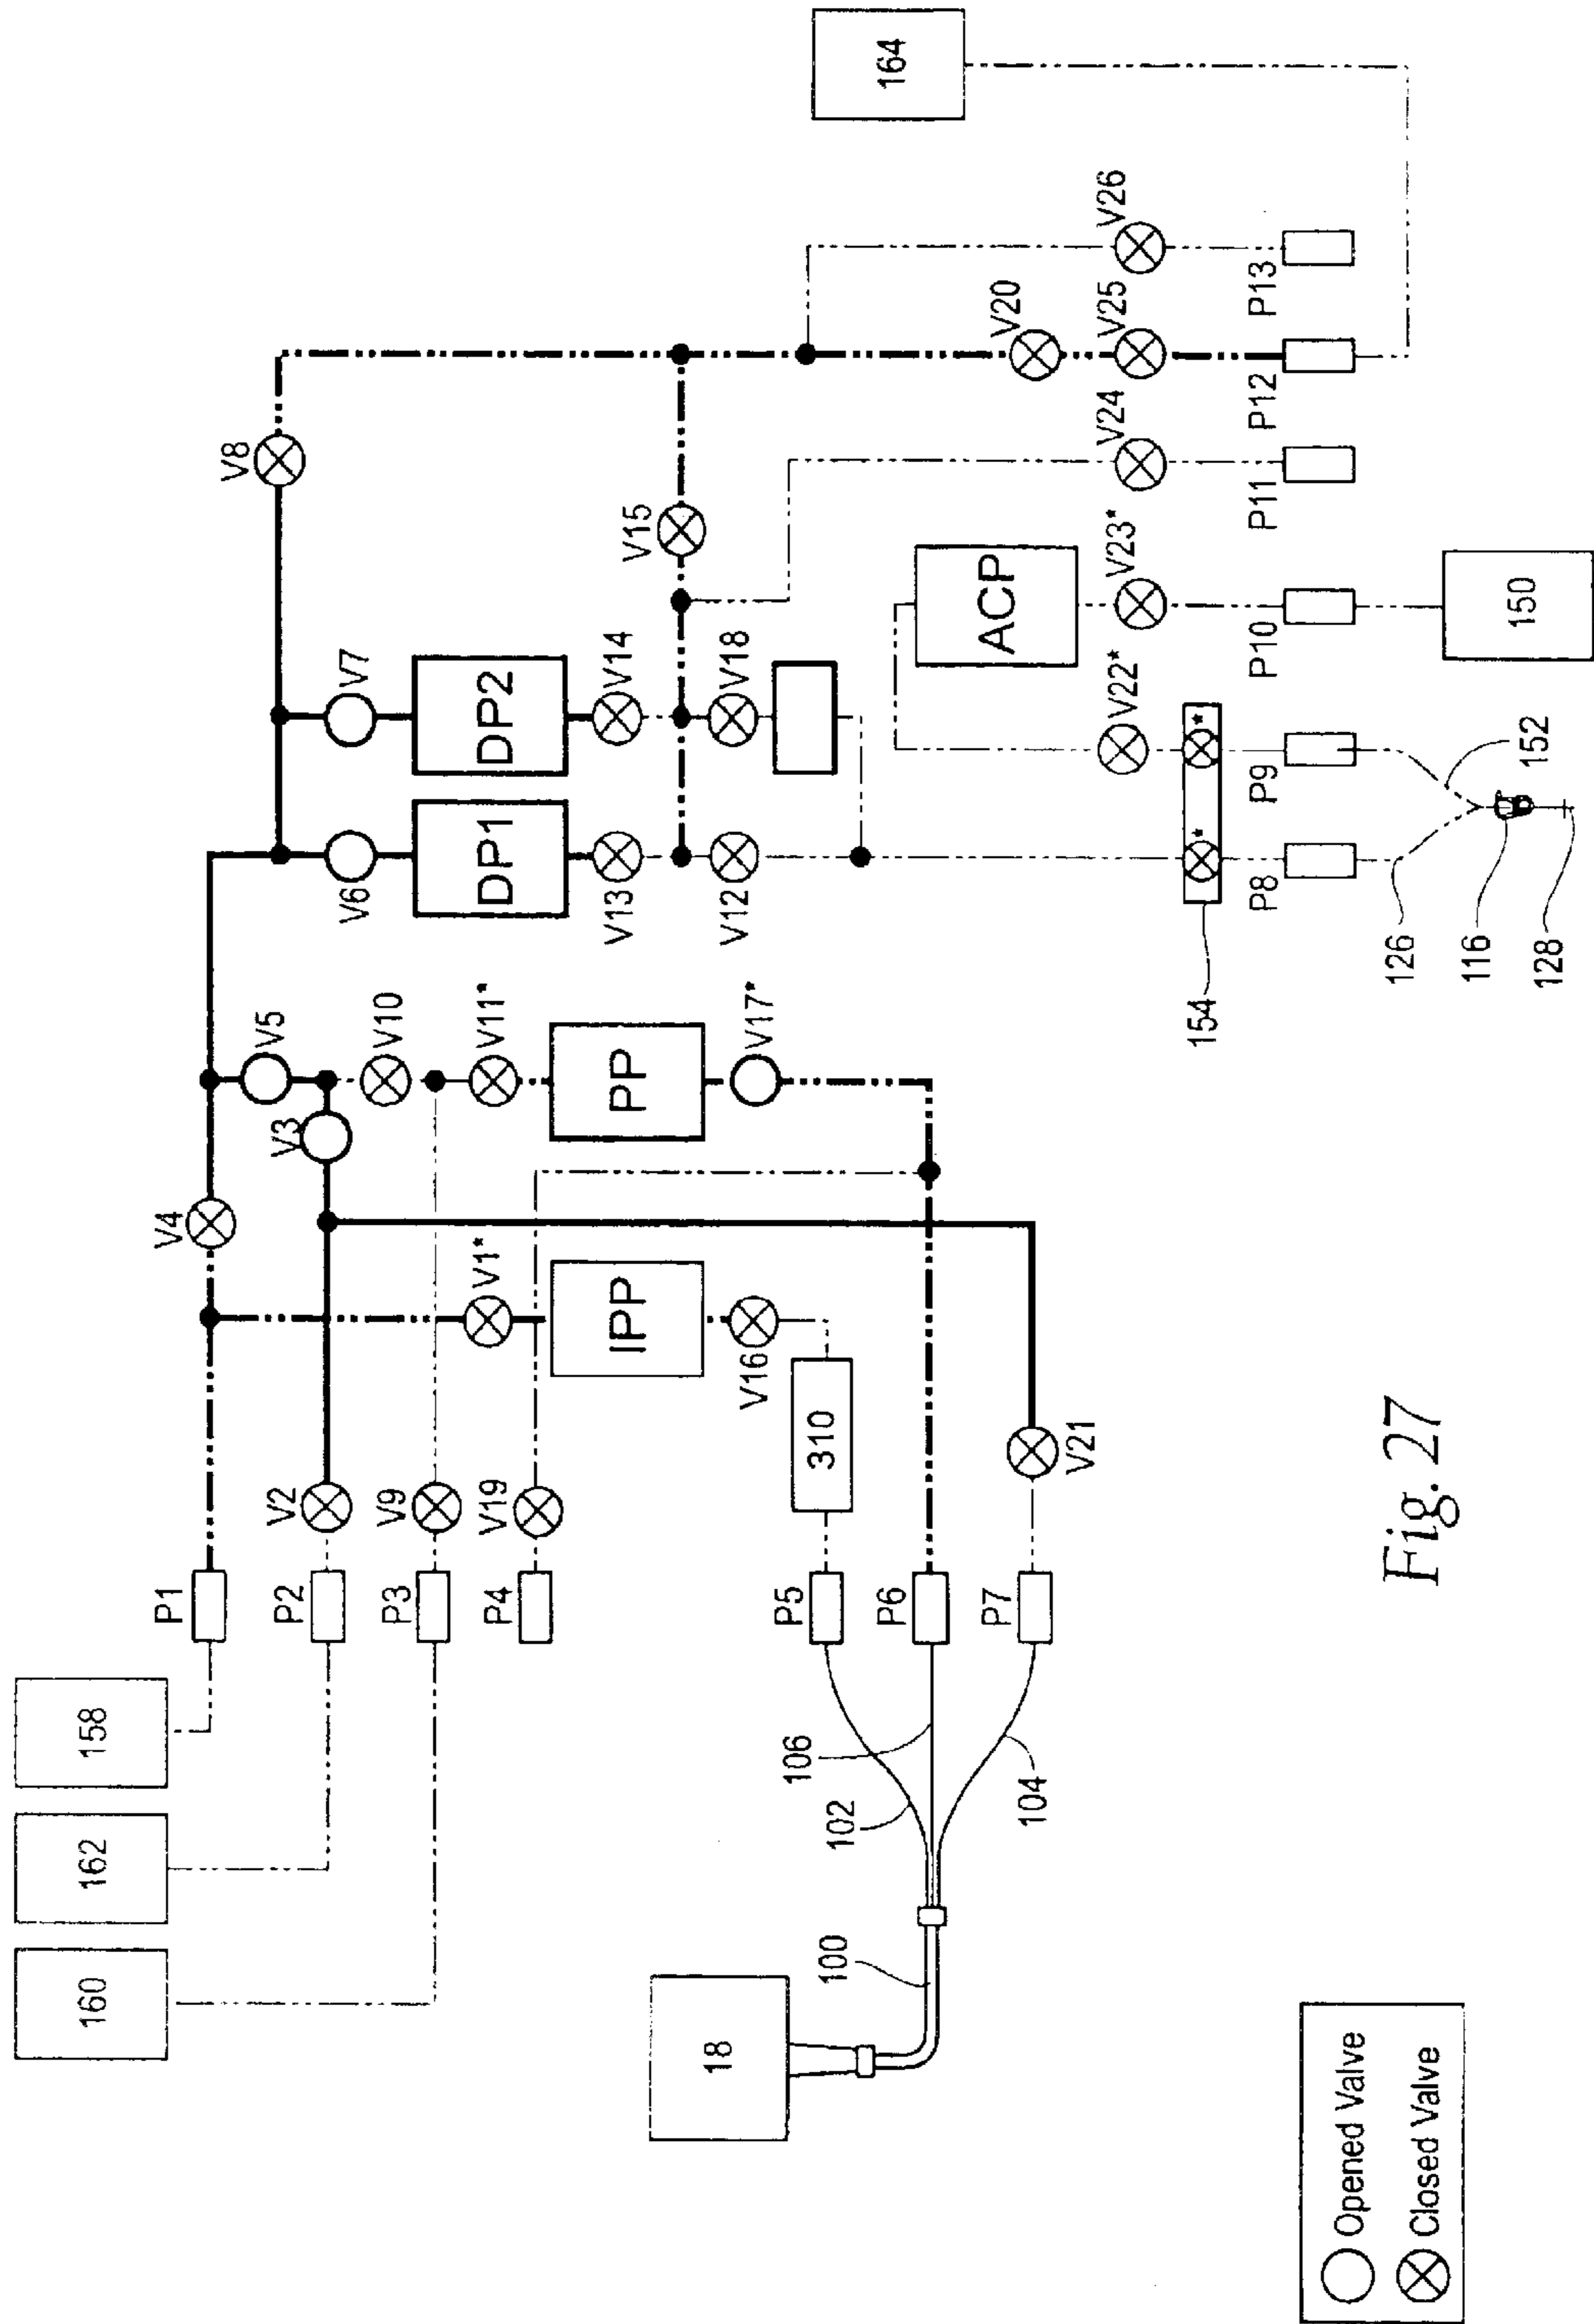 160
162
158
P1
P2
P3
P4
V2
V9
V19
V4
V3
V5
V10
V11*
V1*
IPP
V16
310
PP
V17*
P5
P6
P7
V21
18
100
102
106
104
V6
V7
V8
DP1
DP2
V13
V14
V15
V12
V18
ACP
V22*
V23*
V24
V20
V25
V26
164
154
*
*
P8
P9
P10
P11
P12
P13
126
116
128
152
150
Opened Valve
Closed Valve
Fig. 27